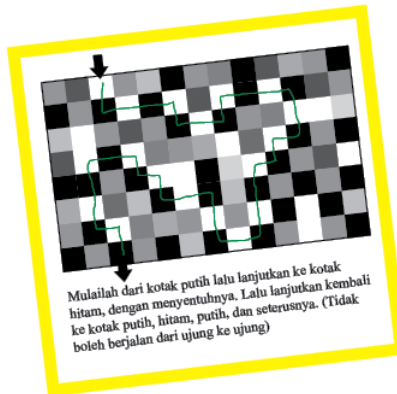 Mulailah dari kotak putih lalu lanjutkan ke kotak
hitam, dengan menyentuhnya. Lalu lanjutkan kembali
ke kotak putih, hitam, putih, dan seterusnya. (Tidak
boleh berjalan dari ujung ke ujung)